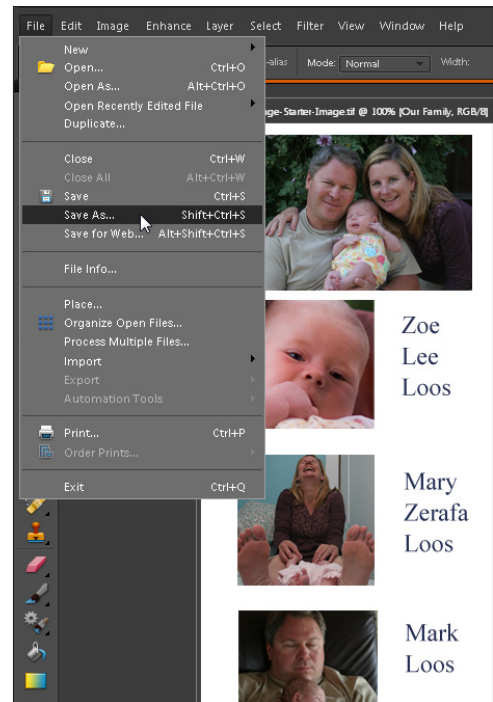 File Edit Image Enhance Layer Select Filter View Window Help
-alias Mode: Normal Width:
ge-Starter-Image.tif @ 100% (Our Family, RGB/8)
New
Open... Ctrl+O
Open As... Alt+Ctrl+O
Open Recently Edited File
Duplicate...
Close Ctrl+W
Close All Alt+Ctrl+W
Save Ctrl+S
Save As... Shift+Ctrl+S
Save for Web... Alt+Shift+Ctrl+S
File Info...
Place...
Organize Open Files...
Process Multiple Files...
Import
Export
Automation Tools
Print... Ctrl+P
Order Prints...
Exit Ctrl+Q
Zoe
Lee
Loos
Mary
Zerafa
Loos
Mark
Loos